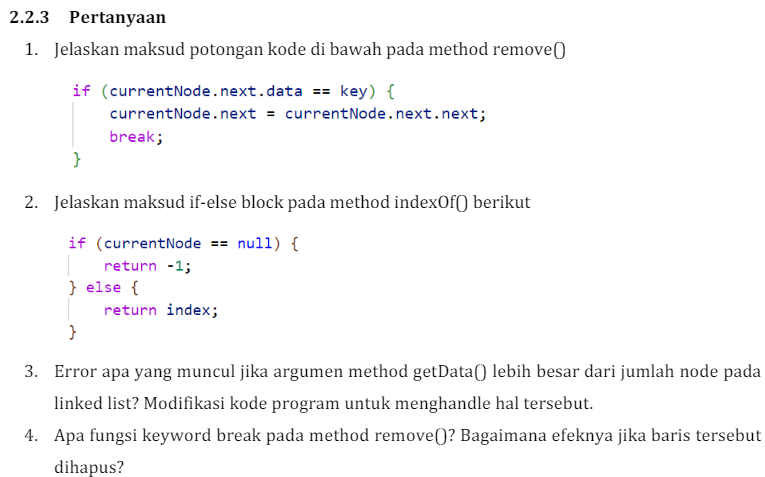 2.2.3 Pertanyaan
1. Jelaskan maksud potongan kode di bawah pada method remove()
if (currentNode.next.data == key) {
currentNode.next = currentNode.next.next;
break;
}
2. Jelaskan maksud if-else block pada method indexOf() berikut
if (currentNode == null) {
return -1;
} else {
return index;
}
3. Error apa yang muncul jika argumen method getData() lebih besar dari jumlah node pada
linked list? Modifikasi kode program untuk menghandle hal tersebut.
4. Apa fungsi keyword break pada method remove()? Bagaimana efeknya jika baris tersebut
dihapus?